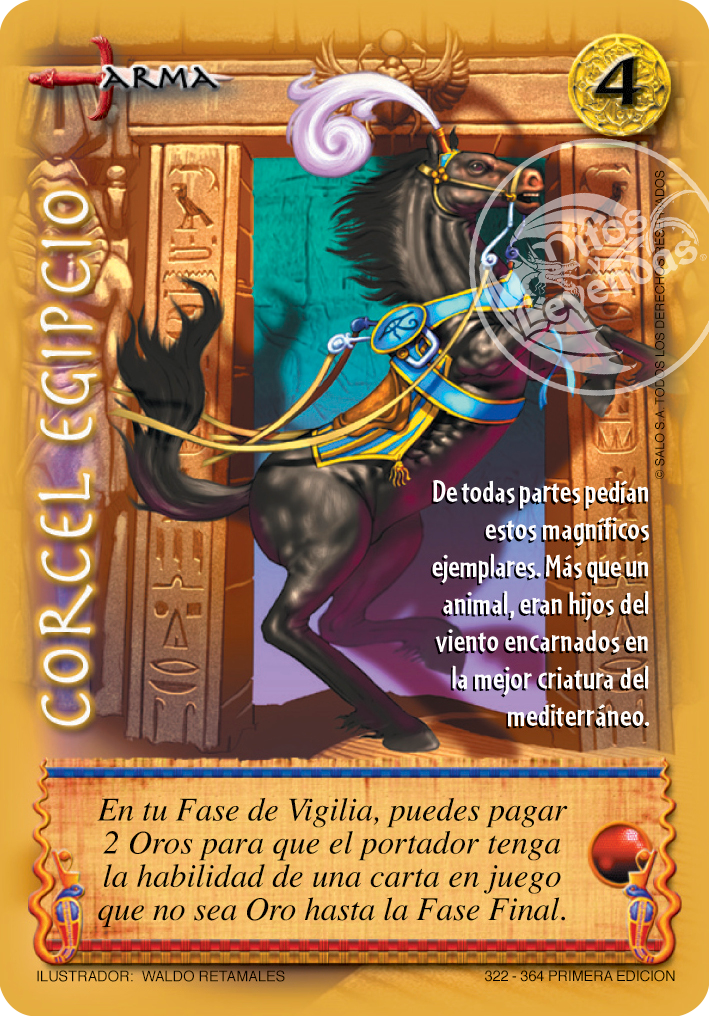 ARMA
4
CORCEL EGIPCIO
Mitos y
Leyendas
© SALO S.A. TODOS LOS DERECHOS RESERVADOS
De todas partes pedían
estos magníficos
ejemplares. Más que un
animal, eran hijos del
viento encarnados en
la mejor criatura del
mediterráneo.
En tu Fase de Vigilia, puedes pagar
2 Oros para que el portador tenga
la habilidad de una carta en juego
que no sea Oro hasta la Fase Final.
ILUSTRADOR: WALDO RETAMALES
322 - 364 PRIMERA EDICION